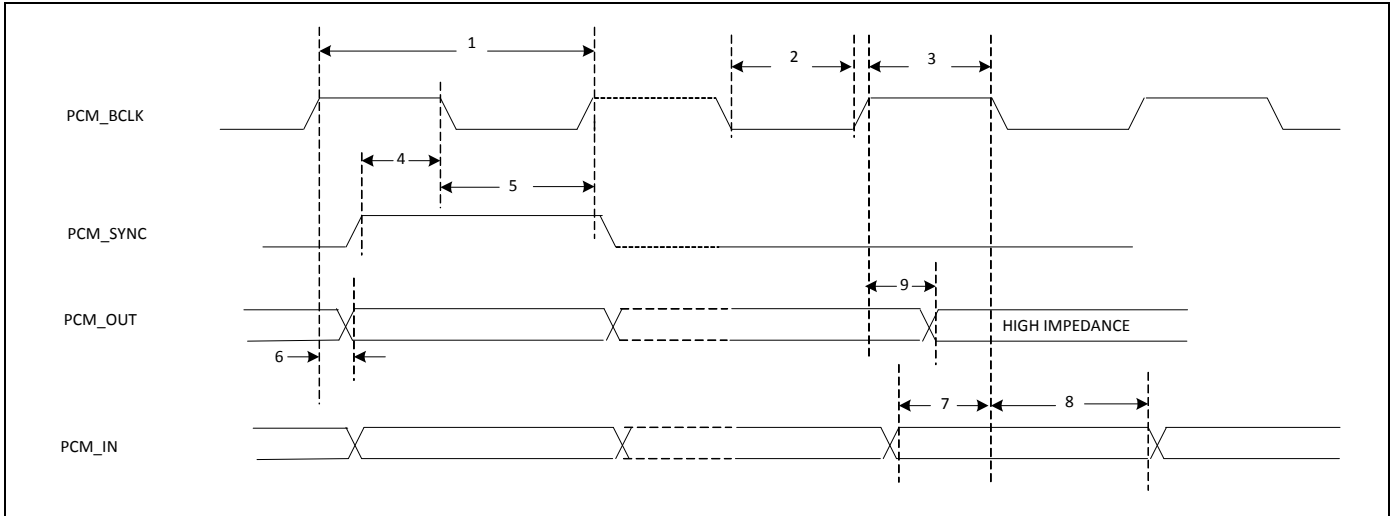 1
2
3
PCM_BCLK
4
5
PCM_SYNC
9
PCM_OUT
HIGH IMPEDANCE
6
7
8
PCM_IN